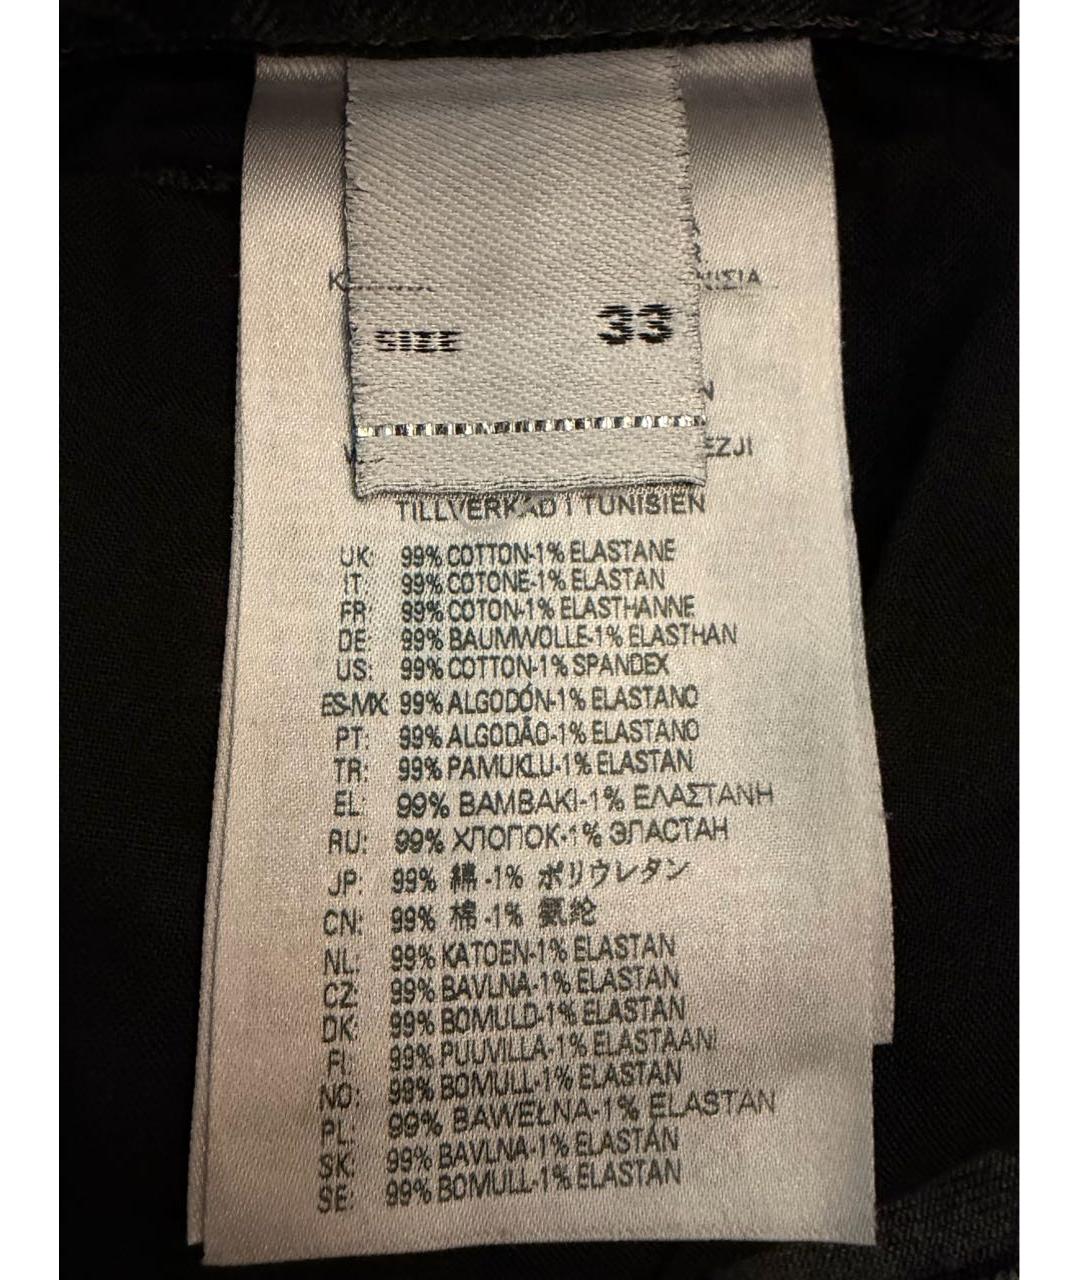 ΝΙΣΙΑ
SIZE 33
EZJI
TILLVERKAD I TUNISIEN
UK: 99% COTTON-1% ELASTANE
IT: 99% COTONE-1% ELASTAN
FR: 99% COTON-1% ELASTHANNE
DE: 99% BAUMWOLLE-1% ELASTHAN
US: 99% COTTON-1% SPANDEX
ES-MX: 99% ALGODÓN-1% ELASTANO
PT: 99% ALGODÃO-1% ELASTANO
TR: 99% PAMUKLU-1% ELASTAN
EL: 99% ΒΑΜΒΑΚΙ-1% ΕΛΑΣΤΑΝΗ
RU: 99% ХЛОПОК-1% ЭЛАСТАН
JP: 99% 綿 -1% ポリウレタン
CN: 99% 棉 -1% 氨纶
NL: 99% KATOEN-1% ELASTAN
CZ: 99% BAVLNA-1% ELASTAN
DK: 99% BOMULD-1% ELASTAN
FI: 99% PUUVILLA-1% ELASTAANI
NO: 99% BOMULL-1% ELASTAN
PL: 99% BAWEŁNA-1% ELASTAN
SK: 99% BAVLNA-1% ELASTÁN
SE: 99% BOMULL-1% ELASTAN